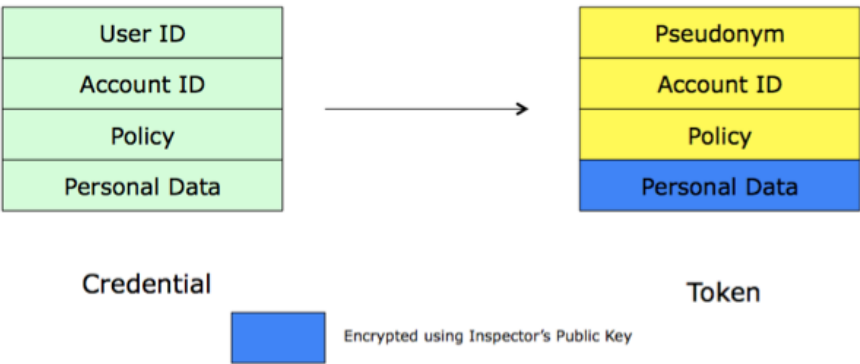 User ID
Account ID
Policy
Personal Data
Credential
Pseudonym
Account ID
Policy
Personal Data
Token
Encrypted using Inspector's Public Key